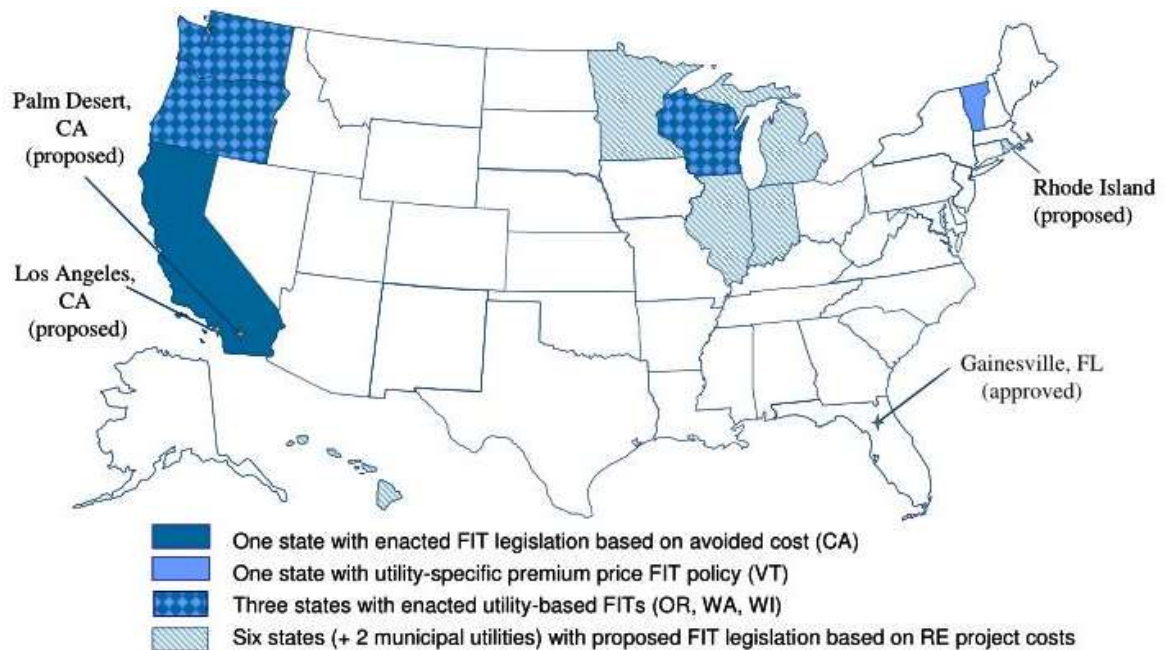 Palm Desert,
CA
(proposed)
Los Angeles,
CA
(proposed)
Rhode Island
(proposed)
Gainesville, FL
(approved)
One state with enacted FIT legislation based on avoided cost (CA)
One state with utility-specific premium price FIT policy (VT)
Three states with enacted utility-based FITs (OR, WA, WI)
Six states (+ 2 municipal utilities) with proposed FIT legislation based on RE project costs